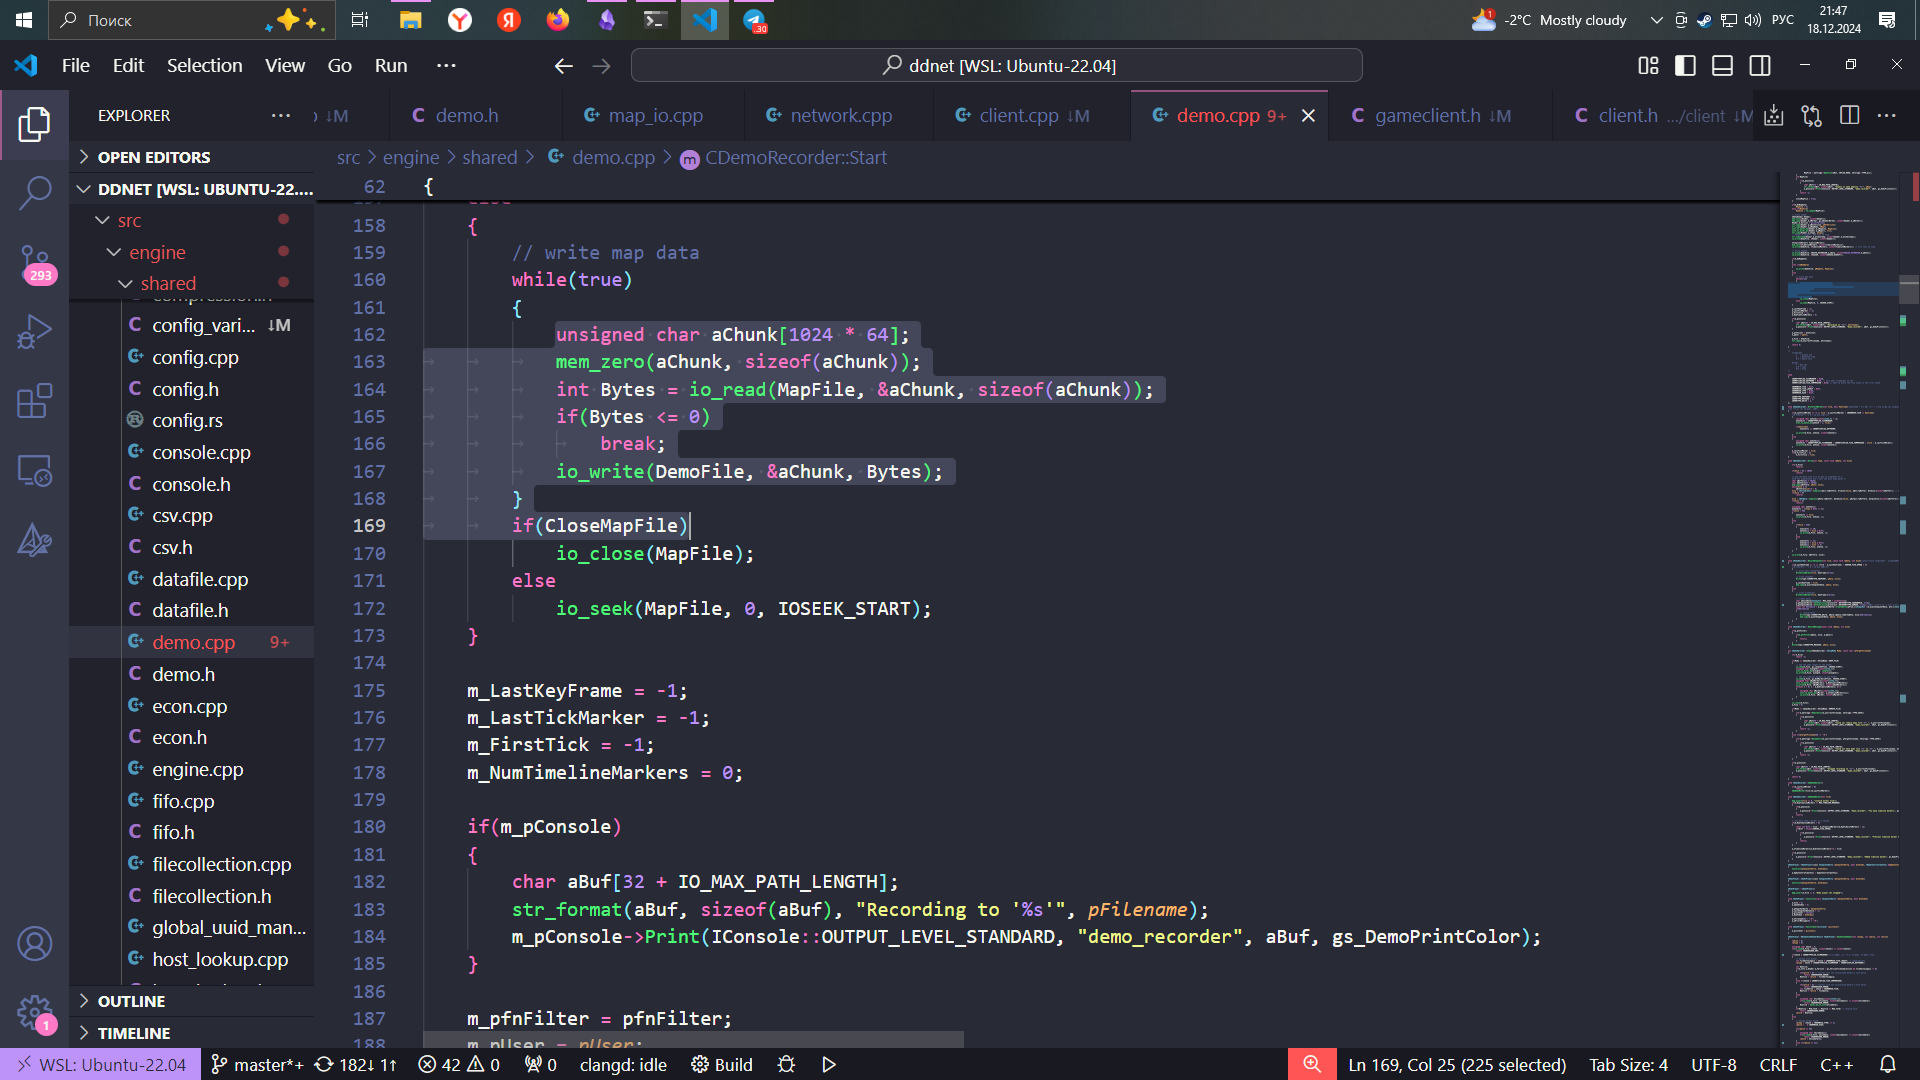 Поиск
30
1
-2°C Mostly cloudy
РУС
21:47
18.12.2024
File Edit Selection View Go Run ...
ddnet [WSL: Ubuntu-22.04]
EXPLORER ...
↓M
demo.h
map_io.cpp
network.cpp
client.cpp ↓M
demo.cpp 9+
gameclient.h ↓M
client.h .../client ↓M
OPEN EDITORS
DDNET [WSL: UBUNTU-22....
src
engine
shared
config_vari... ↓M
config.cpp
config.h
config.rs
console.cpp
console.h
csv.cpp
csv.h
datafile.cpp
datafile.h
demo.cpp 9+
demo.h
econ.cpp
econ.h
engine.cpp
fifo.cpp
fifo.h
filecollection.cpp
filecollection.h
global_uuid_man...
host_lookup.cpp
OUTLINE
TIMELINE
293
1
src > engine > shared > demo.cpp > CDemoRecorder::Start
62 {
158 {
159 // write map data
160 while(true)
161 {
162 unsigned char aChunk[1024 * 64];
163 mem_zero(aChunk, sizeof(aChunk));
164 int Bytes = io_read(MapFile, &aChunk, sizeof(aChunk));
165 if(Bytes <= 0)
166 break;
167 io_write(DemoFile, &aChunk, Bytes);
168 }
169 if(CloseMapFile)
170 io_close(MapFile);
171 else
172 io_seek(MapFile, 0, IOSEEK_START);
173 }
174
175 m_LastKeyFrame = -1;
176 m_LastTickMarker = -1;
177 m_FirstTick = -1;
178 m_NumTimelineMarkers = 0;
179
180 if(m_pConsole)
181 {
182 char aBuf[32 + IO_MAX_PATH_LENGTH];
183 str_format(aBuf, sizeof(aBuf), "Recording to '%s'", pFilename);
184 m_pConsole->Print(IConsole::OUTPUT_LEVEL_STANDARD, "demo_recorder", aBuf, gs_DemoPrintColor);
185 }
186
187 m_pfnFilter = pfnFilter;
188 m_pUser = pUser;
WSL: Ubuntu-22.04 master*+ 182↓ 1↑ 42 0 0 clangd: idle Build
Ln 169, Col 25 (225 selected) Tab Size: 4 UTF-8 CRLF C++